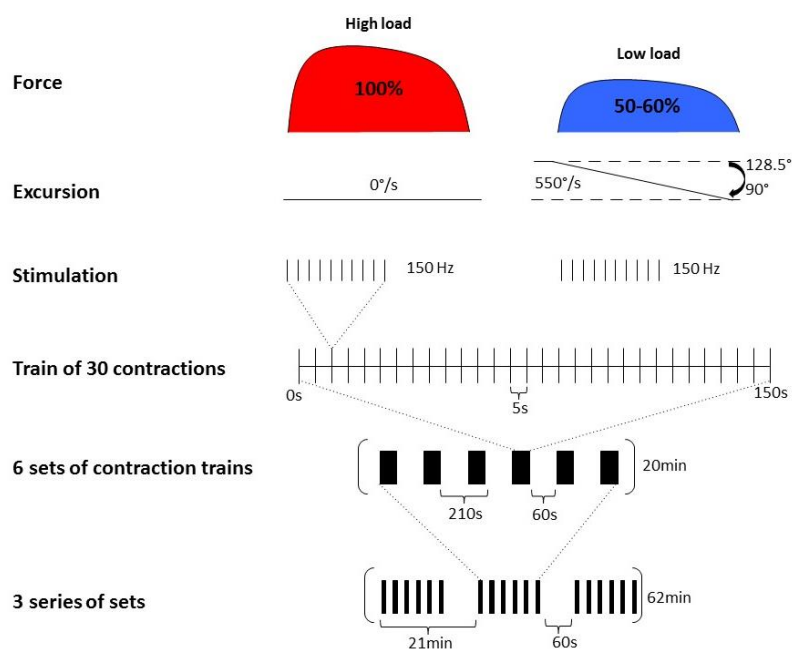 High load
Low load
Force
100%
50-60%
128.5°
Excursion
0°/s
550°/s
90°
Stimulation
150 Hz
150 Hz
Train of 30 contractions
0s
150s
5s
6 sets of contraction trains
20min
210s
60s
3 series of sets
62min
21min
60s